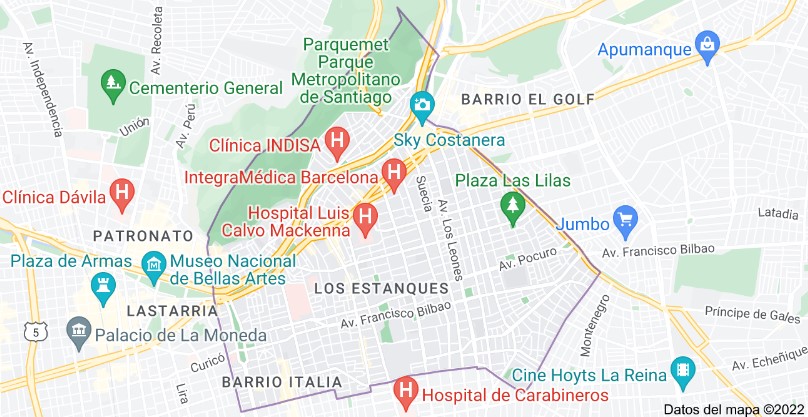 Av. Recoleta
Parquemet
Parque
Metropolitano
de Santiago
Apumanque
Av. Independencia
Cementerio General
BARRIO EL GOLF
Unión
Av. Perú
Sky Costanera
Clínica INDISA
IntegraMédica Barcelona
Suecia
Plaza Las Lilas
Clínica Dávila
Av. Los Leones
Hospital Luis
Calvo Mackenna
Jumbo
Latadia
PATRONATO
Av. Francisco Bilbao
Plaza de Armas
Museo Nacional
de Bellas Artes
Av. Pocuro
LOS ESTANQUES
LASTARRIA
Av. Francisco Bilbao
Montenegro
Príncipe de Gales
5
Palacio de La Moneda
Curicó
Lira
Av. Echeñique
Cine Hoyts La Reina
BARRIO ITALIA
Hospital de Carabineros
Datos del mapa ©2022